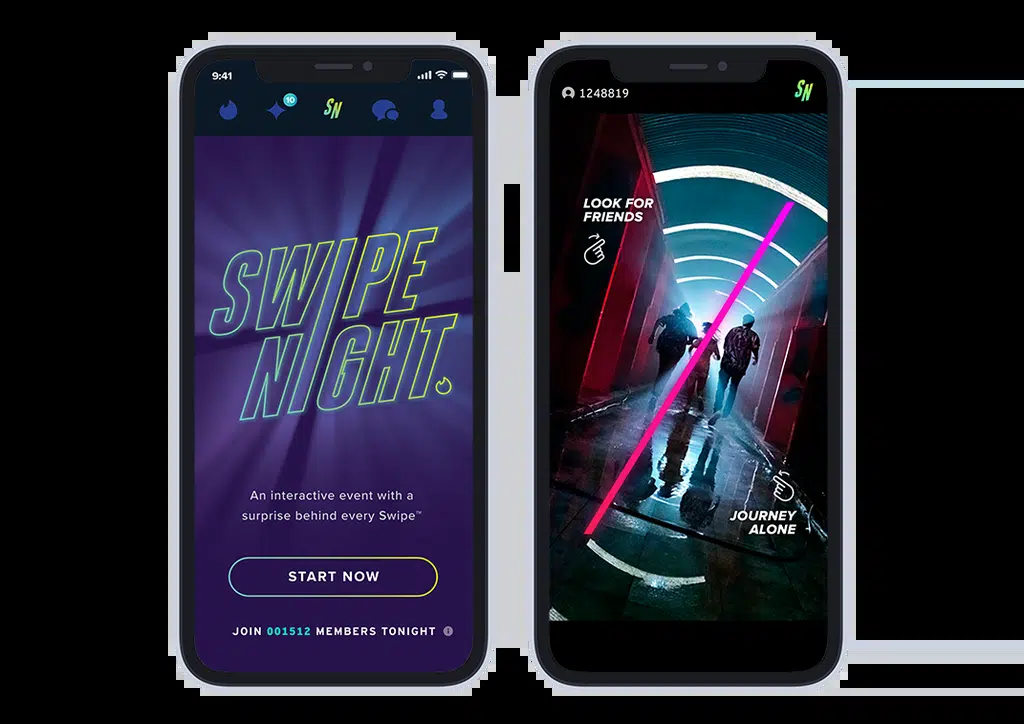 9:41
10
SN
SWIPE
NIGHT
An interactive event with a
surprise behind every Swipe™
START NOW
JOIN 001512 MEMBERS TONIGHT
1248819
SN
LOOK FOR
FRIENDS
JOURNEY
ALONE